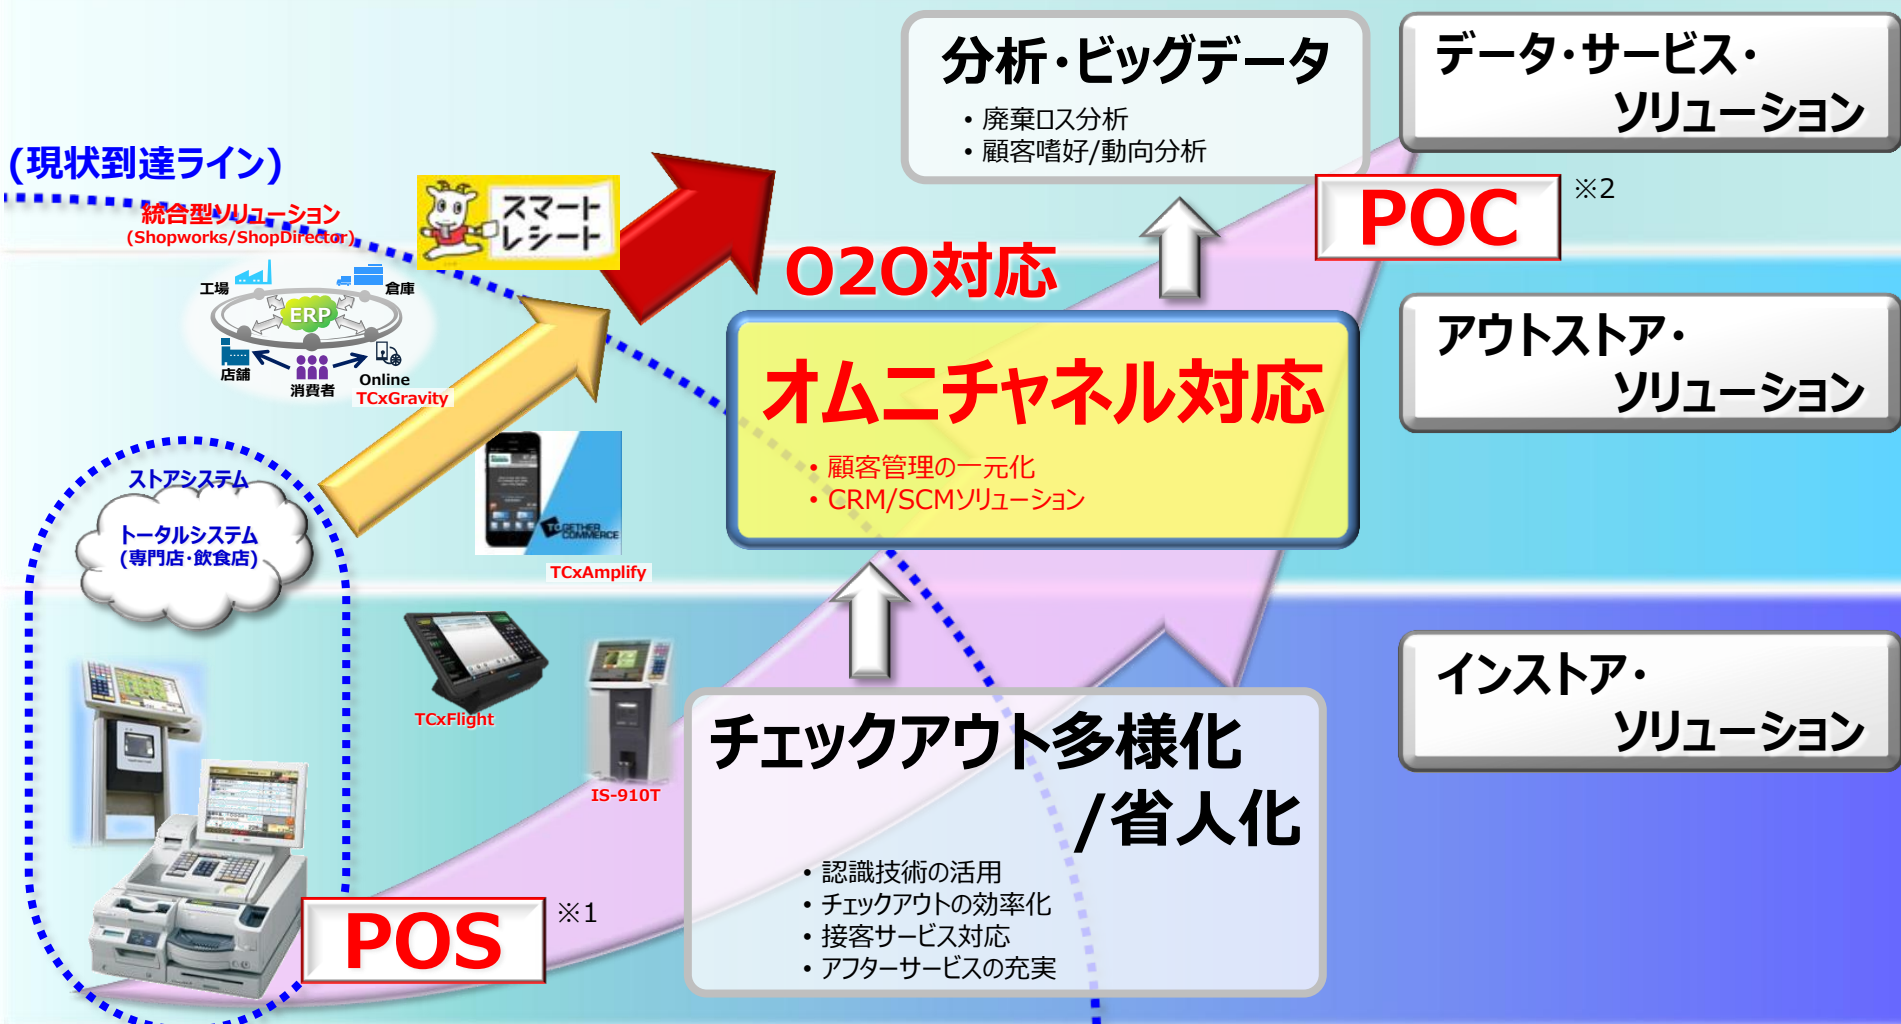 分析・ビッグデータ
・廃棄ロス分析
・顧客嗜好/動向分析
データ・サービス・
ソリューション
(現状到達ライン)
統合型ソリューション
(Shopworks/ShopDirector)
スマート
レシート
POC
※2
O2O対応
工場
倉庫
ERP
店舗
消費者
Online
TCxGravity
アウトストア・
ソリューション
オムニチャネル対応
・顧客管理の一元化
・CRM/SCMソリューション
ストアシステム
トータルシステム
(専門店・飲食店)
TOGETHER
COMMERCE
TCxAmplify
TCxFlight
IS-910T
インストア・
ソリューション
チェックアウト多様化
/省人化
・認識技術の活用
・チェックアウトの効率化
・接客サービス対応
・アフターサービスの充実
POS
※1